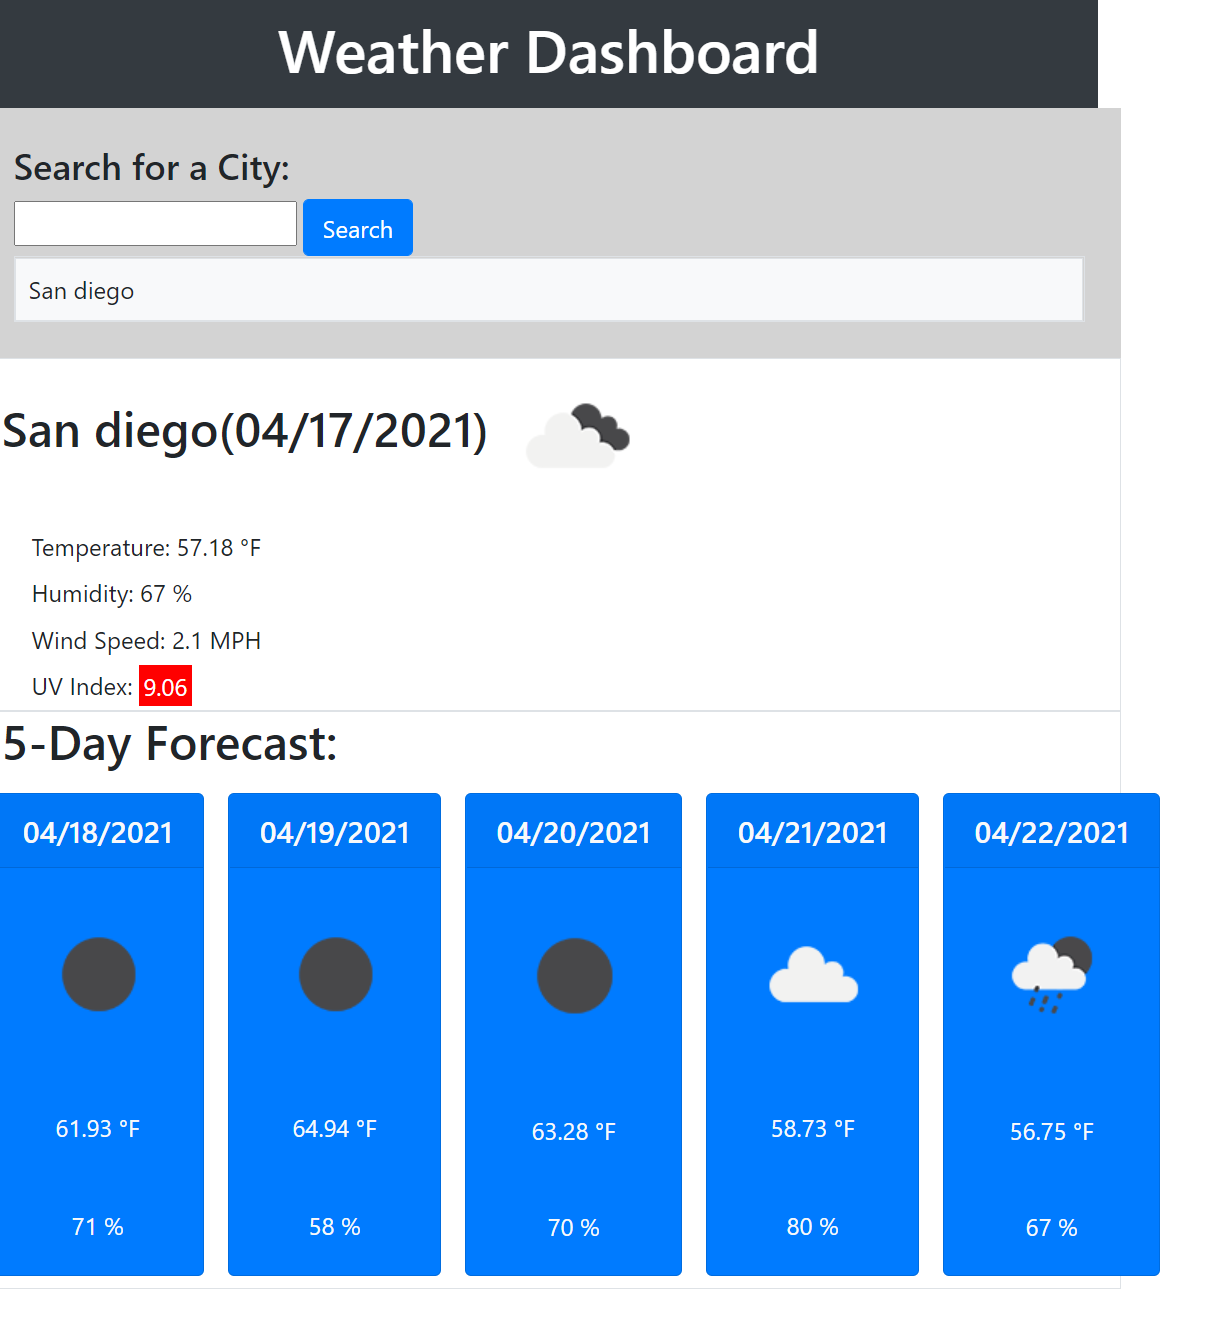 Weather Dashboard
Search for a City:
Search
San diego
San diego(04/17/2021)
Temperature: 57.18 °F
Humidity: 67 %
Wind Speed: 2.1 MPH
UV Index: 9.06
5-Day Forecast:
04/18/2021
61.93 °F
71 %
04/19/2021
64.94 °F
58 %
04/20/2021
63.28 °F
70 %
04/21/2021
58.73 °F
80 %
04/22/2021
56.75 °F
67 %